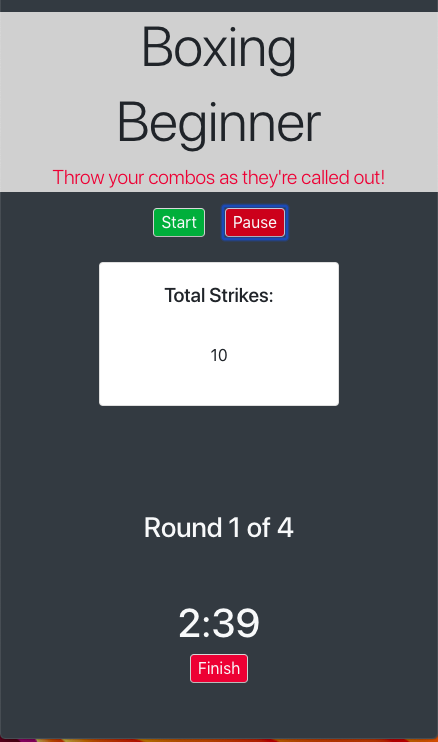 Boxing
Beginner
Throw your combos as they're called out!
Start Pause
Total Strikes:
10
Round 1 of 4
2:39
Finish